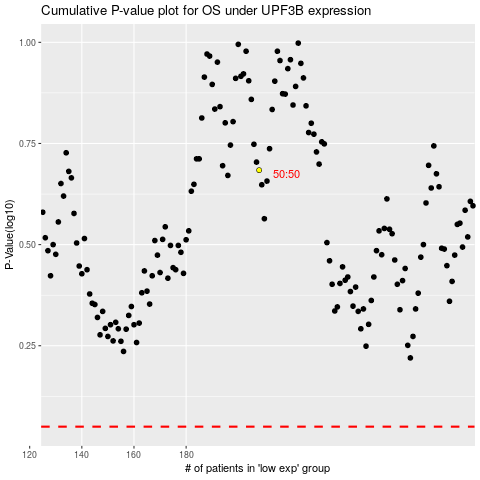 Cumulative P-value plot for OS under UPF3B expression
P-Value(log10)
1.00
0.75
0.50
0.25
50:50
120 140 160 180
# of patients in 'low exp' group